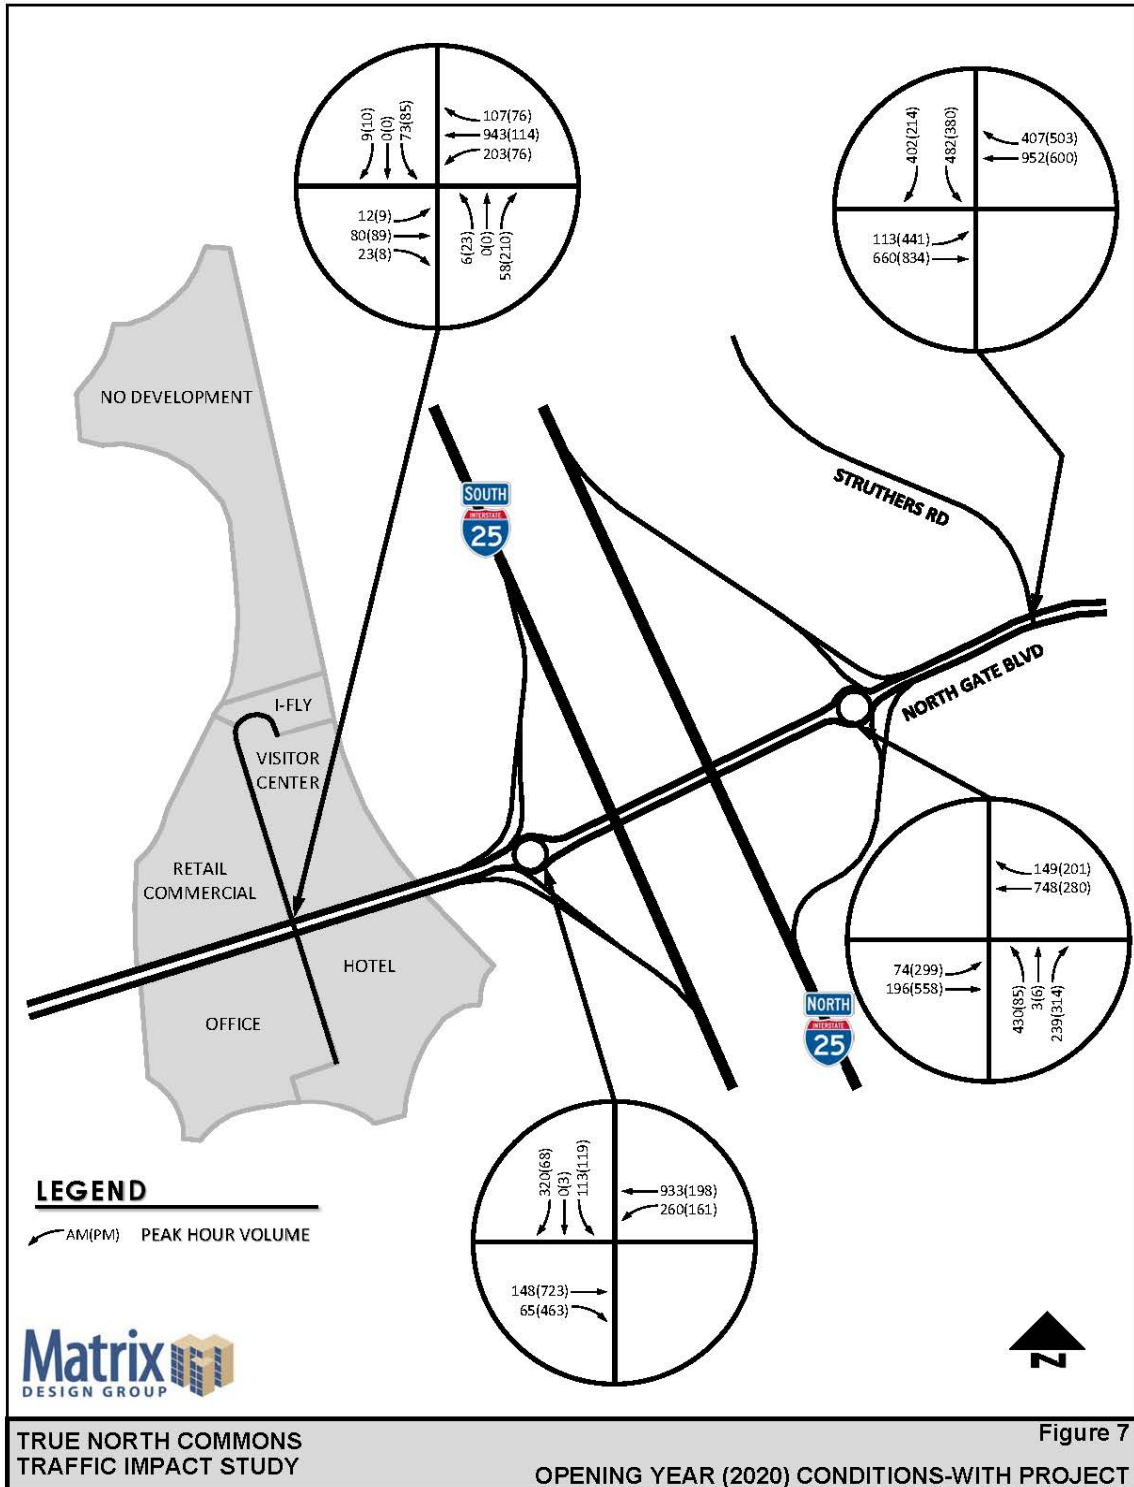 9(10)
0(0)
73(85)
107(76)
943(114)
203(76)
12(9)
80(89)
23(8)
6(23)
0(0)
58(210)
402(214)
482(380)
407(503)
952(600)
113(441)
660(834)
NO DEVELOPMENT
SOUTH
INTERSTATE
25
STRUTHERS RD
NORTH GATE BLVD
I-FLY
VISITOR
CENTER
RETAIL
COMMERCIAL
HOTEL
OFFICE
NORTH
INTERSTATE
25
149(201)
748(280)
74(299)
196(558)
430(85)
3(6)
239(314)
320(68)
0(3)
113(119)
933(198)
260(161)
148(723)
65(463)
LEGEND
AM(PM) PEAK HOUR VOLUME
Matrix
DESIGN GROUP
N
TRUE NORTH COMMONS
TRAFFIC IMPACT STUDY
Figure 7
OPENING YEAR (2020) CONDITIONS-WITH PROJECT